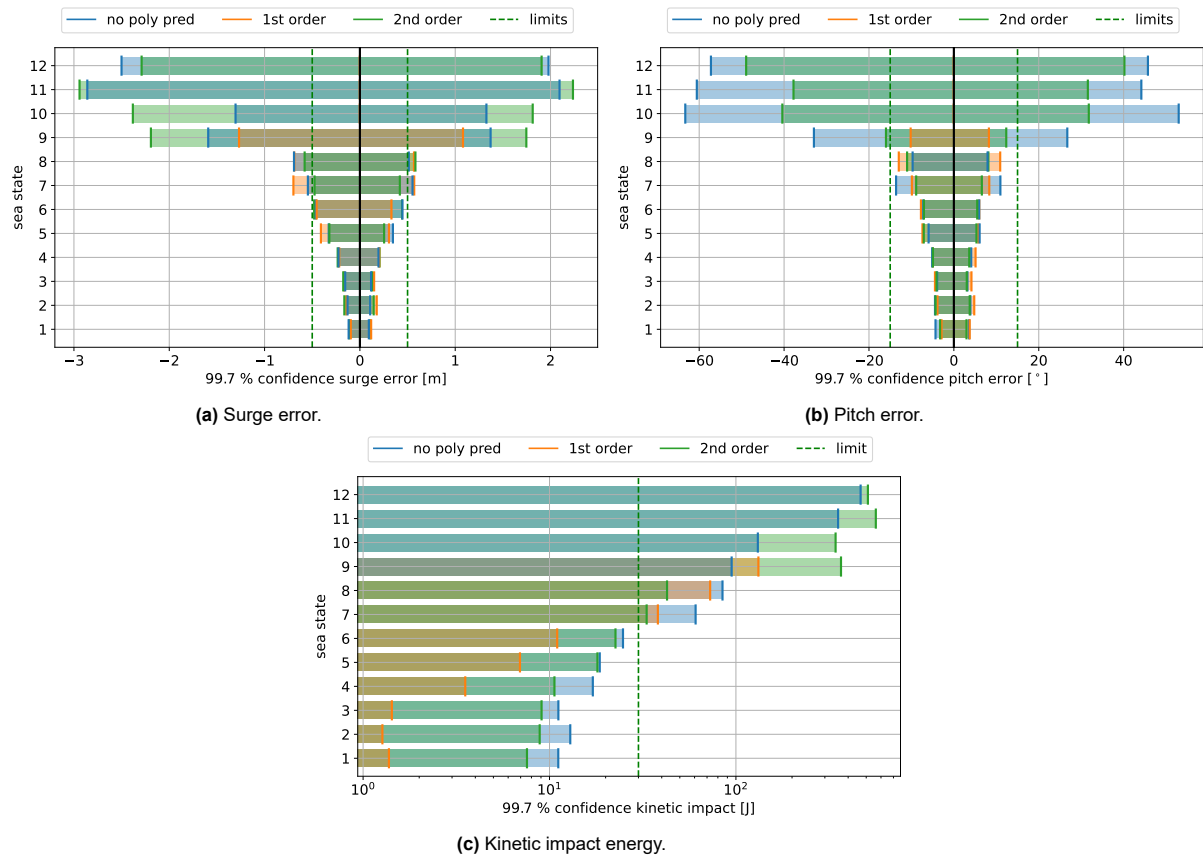 no poly pred 1st order 2nd order limits
12
11
10
9
8
7
6
5
4
3
2
1
sea state
−3 −2 −1 0 1 2
99.7 % confidence surge error [m]
(a) Surge error.
no poly pred 1st order 2nd order limits
12
11
10
9
8
7
6
5
4
3
2
1
sea state
−60 −40 −20 0 20 40
99.7 % confidence pitch error [°]
(b) Pitch error.
no poly pred 1st order 2nd order limit
12
11
10
9
8
7
6
5
4
3
2
1
sea state
10⁰ 10¹ 10²
99.7 % confidence kinetic impact [J]
(c) Kinetic impact energy.